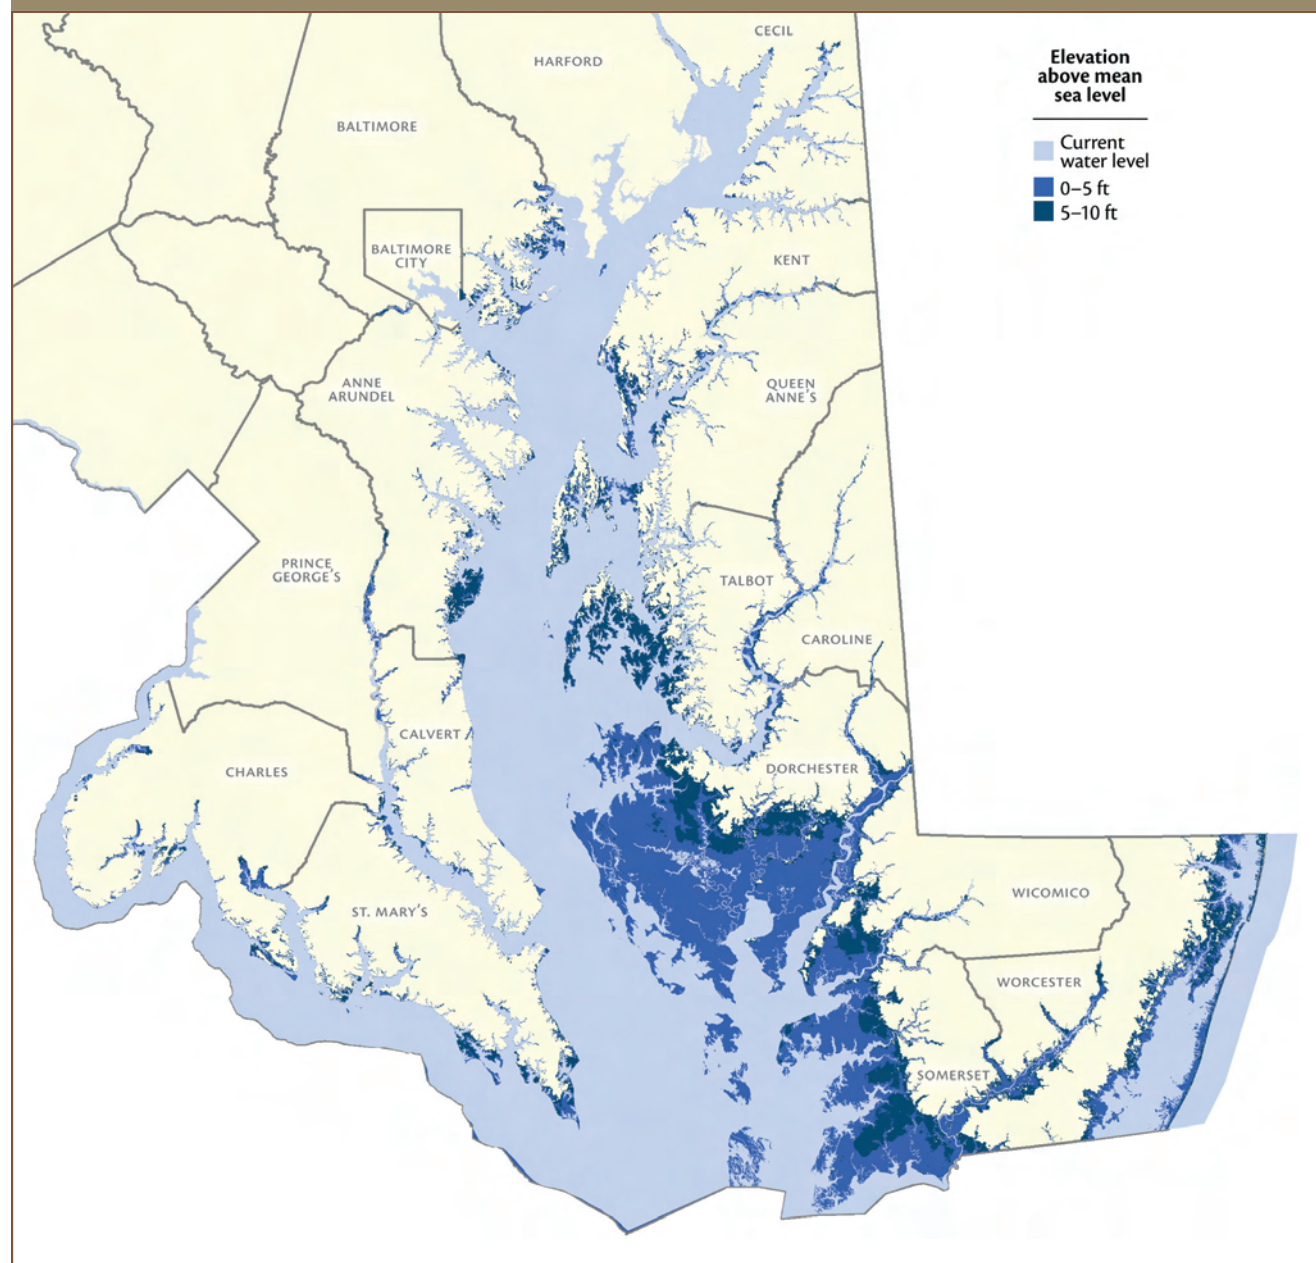 CECIL
HARFORD
Elevation
above mean
sea level
Current
water level
0–5 ft
5–10 ft
BALTIMORE
BALTIMORE
CITY
KENT
ANNE
ARUNDEL
QUEEN
ANNE'S
PRINCE
GEORGE'S
TALBOT
CAROLINE
CALVERT
CHARLES
DORCHESTER
WICOMICO
ST. MARY'S
WORCESTER
SOMERSET